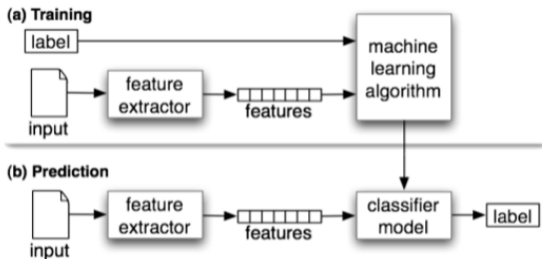 (a) Training
label
machine
learning
algorithm
feature
extractor
features
input
(b) Prediction
feature
extractor
features
classifier
model
label
input